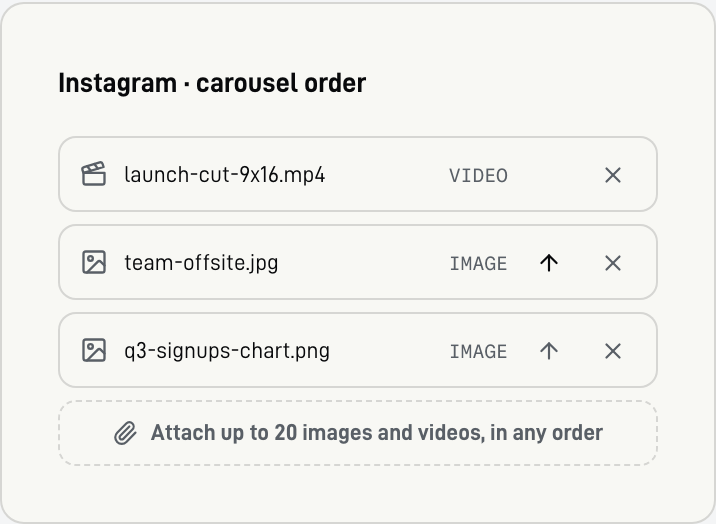 Instagram · carousel order
launch-cut-9x16.mp4 VIDEO
team-offsite.jpg IMAGE
q3-signups-chart.png IMAGE
Attach up to 20 images and videos, in any order